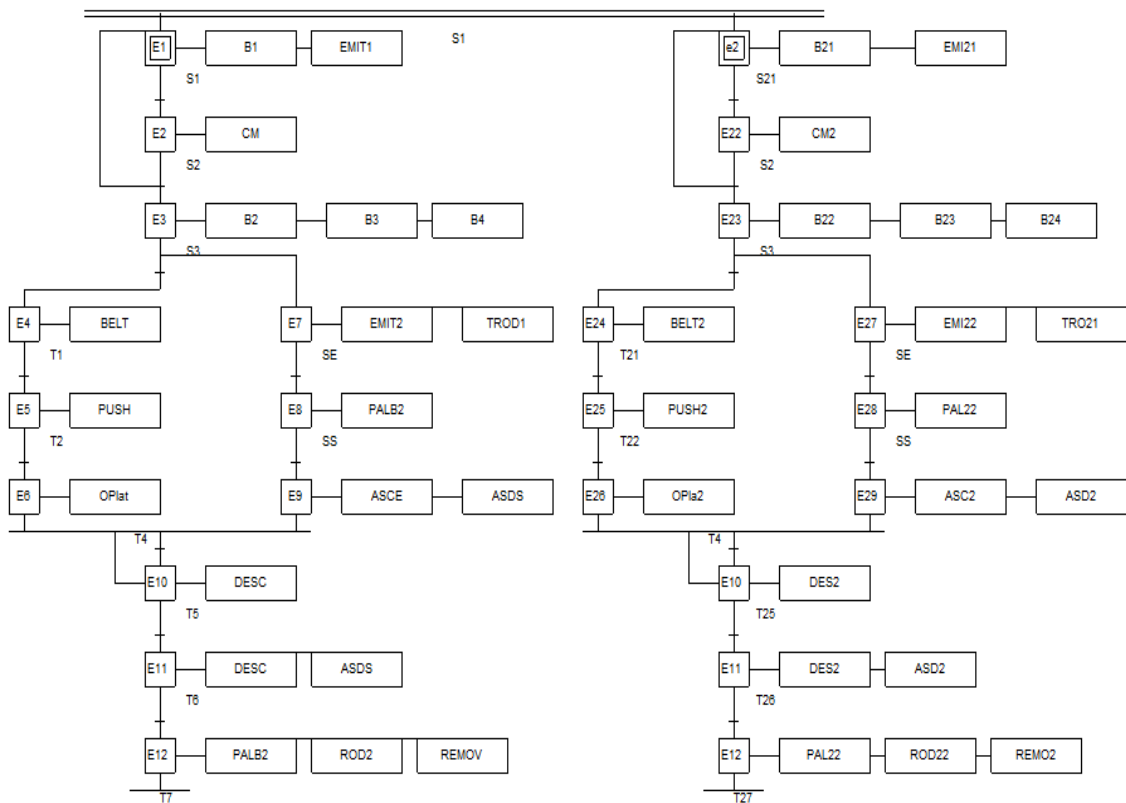 S1
E1 B1 EMIT1 e2 B21 EMI21
S1 S21
E2 CM E22 CM2
S2 S2
E3 B2 B3 B4 E23 B22 B23 B24
S3 S3
E4 BELT E7 EMIT2 TROD1 E24 BELT2 E27 EMI22 TRO21
T1 SE T21 SE
E5 PUSH E8 PALB2 E25 PUSH2 E28 PAL22
T2 SS T22 SS
E6 OPlat E9 ASCE ASDS E26 OPla2 E29 ASC2 ASD2
T4 T4
E10 DESC E10 DES2
T5 T25
E11 DESC ASDS E11 DES2 ASD2
T6 T26
E12 PALB2 ROD2 REMOV E12 PAL22 ROD22 REMO2
T7 T27